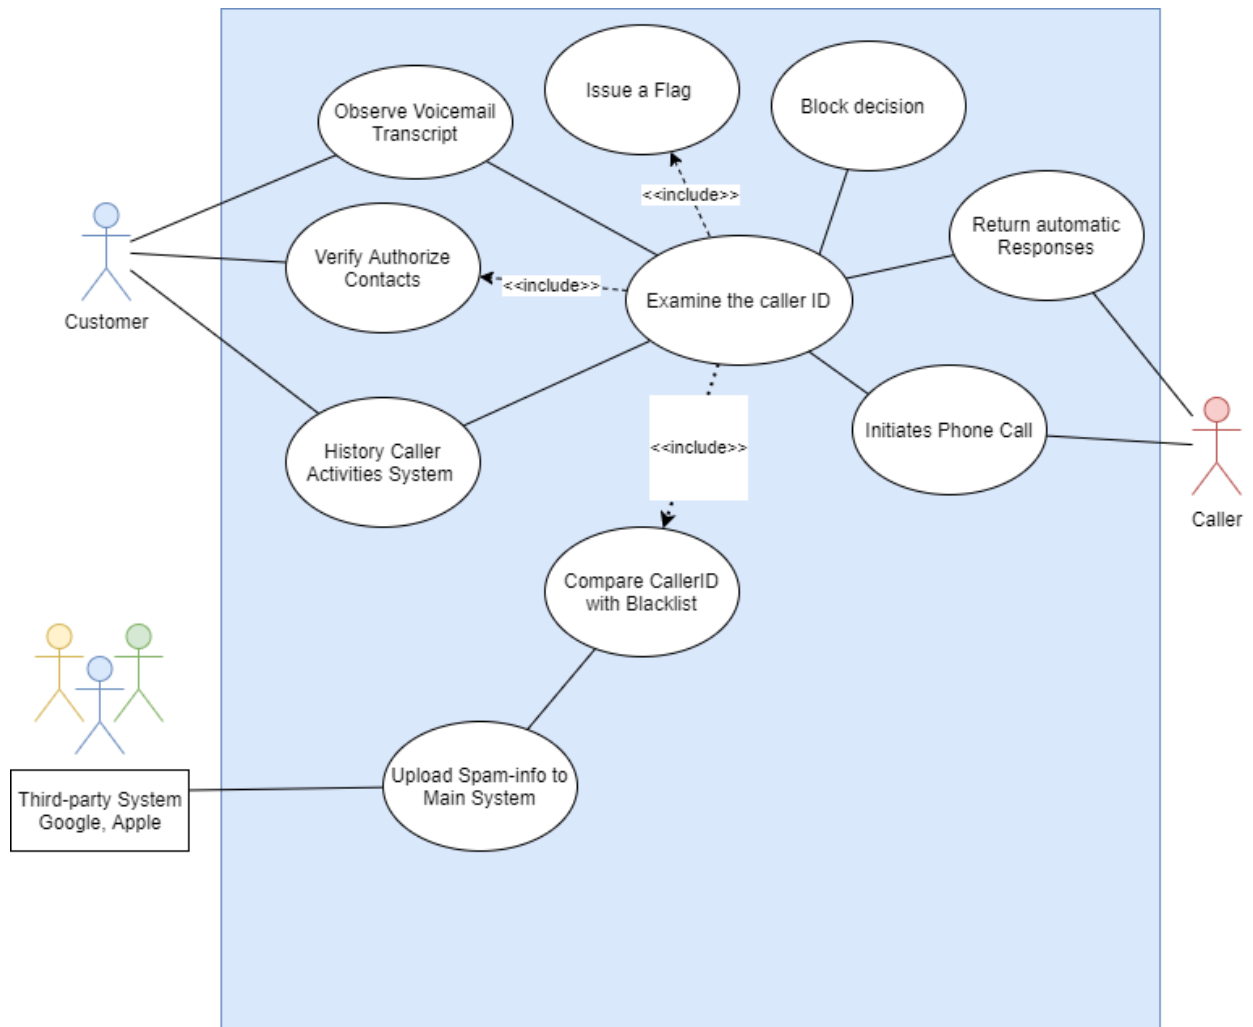 Issue a Flag
Block decision
Observe Voicemail
Transcript
<<include>>
Return automatic
Responses
Verify Authorize
Contacts
<<include>>
Examine the caller ID
Customer
History Caller
Activities System
<<include>>
Initiates Phone Call
Caller
Compare CallerID
with Blacklist
Upload Spam-info to
Main System
Third-party System
Google, Apple